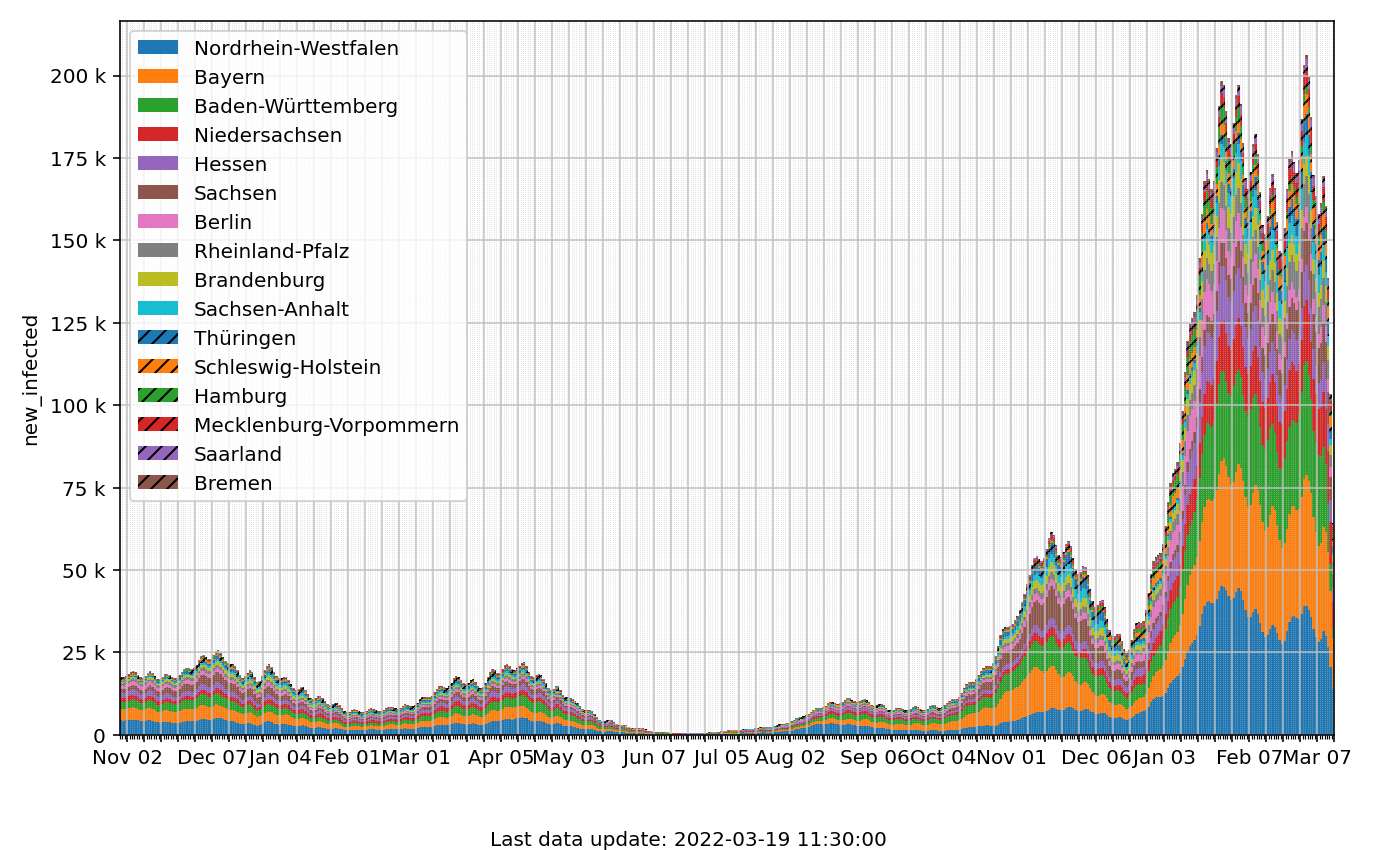 200 k
175 k
150 k
125 k
100 k
75 k
50 k
25 k
0
new_infected
Nordrhein-Westfalen
Bayern
Baden-Württemberg
Niedersachsen
Hessen
Sachsen
Berlin
Rheinland-Pfalz
Brandenburg
Sachsen-Anhalt
Thüringen
Schleswig-Holstein
Hamburg
Mecklenburg-Vorpommern
Saarland
Bremen
Nov 02 Dec 07 Jan 04 Feb 01 Mar 01 Apr 05 May 03 Jun 07 Jul 05 Aug 02 Sep 06 Oct 04 Nov 01 Dec 06 Jan 03 Feb 07 Mar 07
Last data update: 2022-03-19 11:30:00